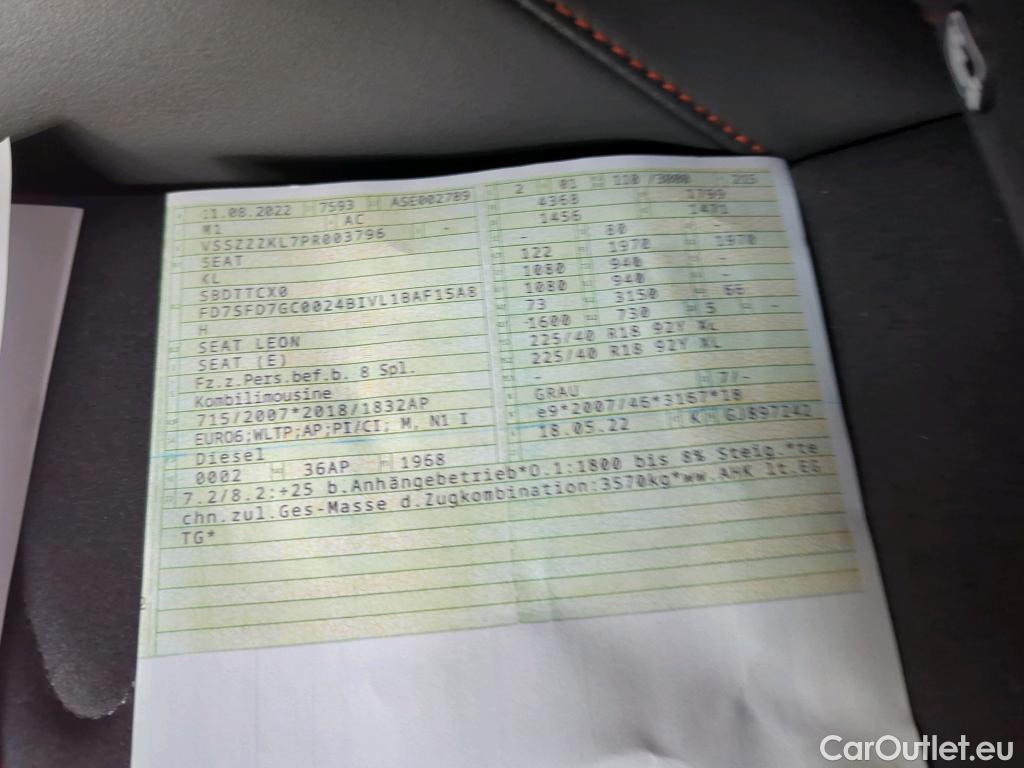 11.08.2022 7593 ASE002789
M1 AC
VSSZZZKL7PR003796 -
SEAT
KL
SBDTTCX0
FD7SFD7GC0024BIVL1BAF15A8
H
SEAT LEON
SEAT (E)
Fz.z.Pers.bef.b. 8 Spl.
Kombilimousine
715/2007*2018/1832AP
EURO6;WLTP;AP;PI/CI; M, N1 I
Diesel
0002 36AP 1968
2 01 110 /3000 215
4368 1799
1456 1471
- 80 -
122 1970 1970
1080 940 -
1080 940 -
73 3150 66
1600 730 5 -
225/40 R18 92Y XL
225/40 R18 92Y XL
-
GRAU 7/-
e9*2007/46*3167*18
18.05.22 K GJ897242
7.2/8.2:+25 b.Anhängebetrieb*O.1:1800 bis 8% Steig.*te
chn.zul.Ges-Masse d.Zugkombination:3570kg*ww.AHK lt.EG
TG*
CarOutlet.eu